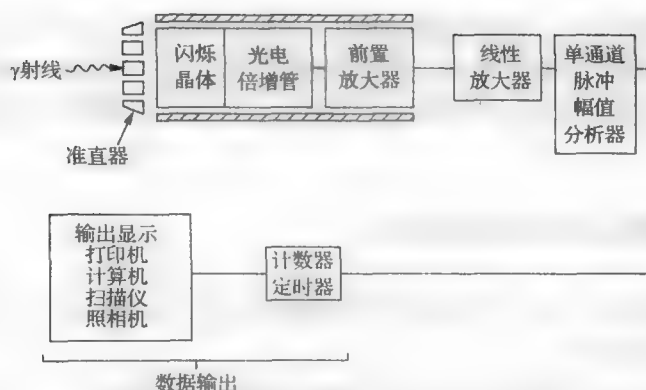 γ射线
准直器
闪烁
晶体
光电
倍增管
前置
放大器
线性
放大器
单通道
脉冲
幅值
分析器
输出显示
打印机
计算机
扫描仪
照相机
计数器
定时器
数据输出